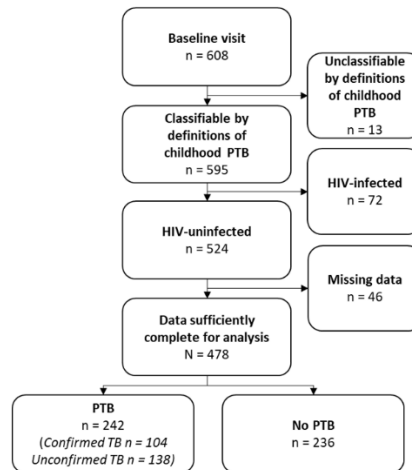 Baseline visit
n = 608
Unclassifiable
by definitions
of childhood
PTB
n = 13
Classifiable by
definitions of
childhood PTB
n = 595
HIV-infected
n = 72
HIV-uninfected
n = 524
Missing data
n = 46
Data sufficiently
complete for analysis
N = 478
PTB
n = 242
(Confirmed TB n = 104
Unconfirmed TB n = 138)
No PTB
n = 236